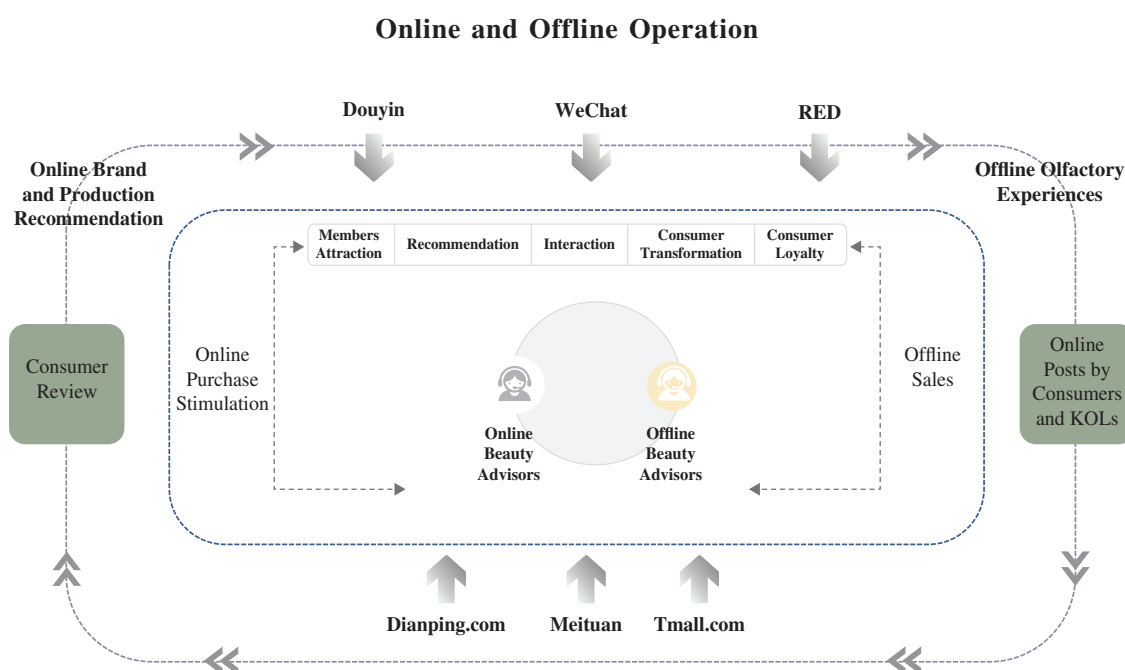 Online and Offline Operation
Douyin
WeChat
RED
Online Brand
and Production
Recommendation
Offline Olfactory
Experiences
Members
Attraction
Recommendation
Interaction
Consumer
Transformation
Consumer
Loyalty
Consumer
Review
Online
Purchase
Stimulation
Offline
Sales
Online
Posts by
Consumers
and KOLs
Online
Beauty
Advisors
Offline
Beauty
Advisors
Dianping.com
Meituan
Tmall.com